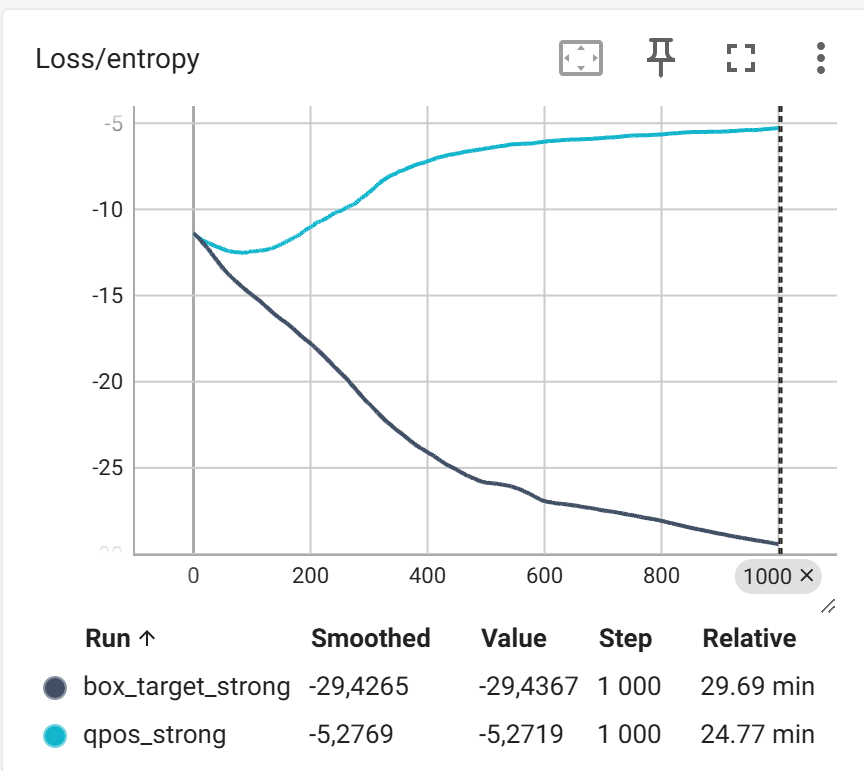 Loss/entropy
-5
-10
-15
-20
-25
0 200 400 600 800 1000 ×
Run ↑ Smoothed Value Step Relative
box_target_strong -29,4265 -29,4367 1 000 29.69 min
qpos_strong -5,2769 -5,2719 1 000 24.77 min